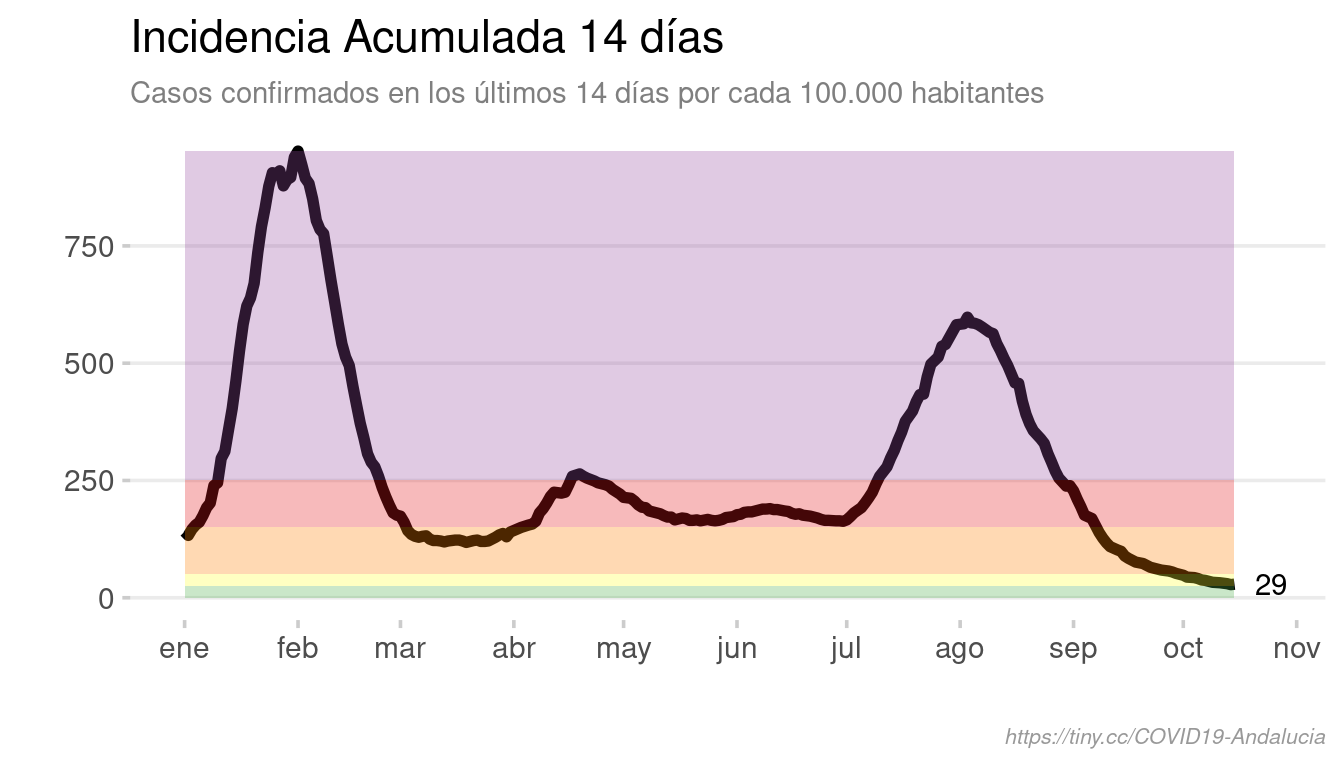 Incidencia Acumulada 14 días
Casos confirmados en los últimos 14 días por cada 100.000 habitantes
750
500
250
0
29
ene feb mar abr may jun jul ago sep oct nov
https://tiny.cc/COVID19-Andalucia